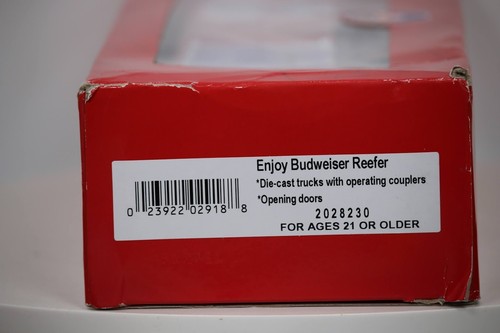 Enjoy Budweiser Reefer
*Die-cast trucks with operating couplers
*Opening doors
0 23922 02918 8
2028230
FOR AGES 21 OR OLDER